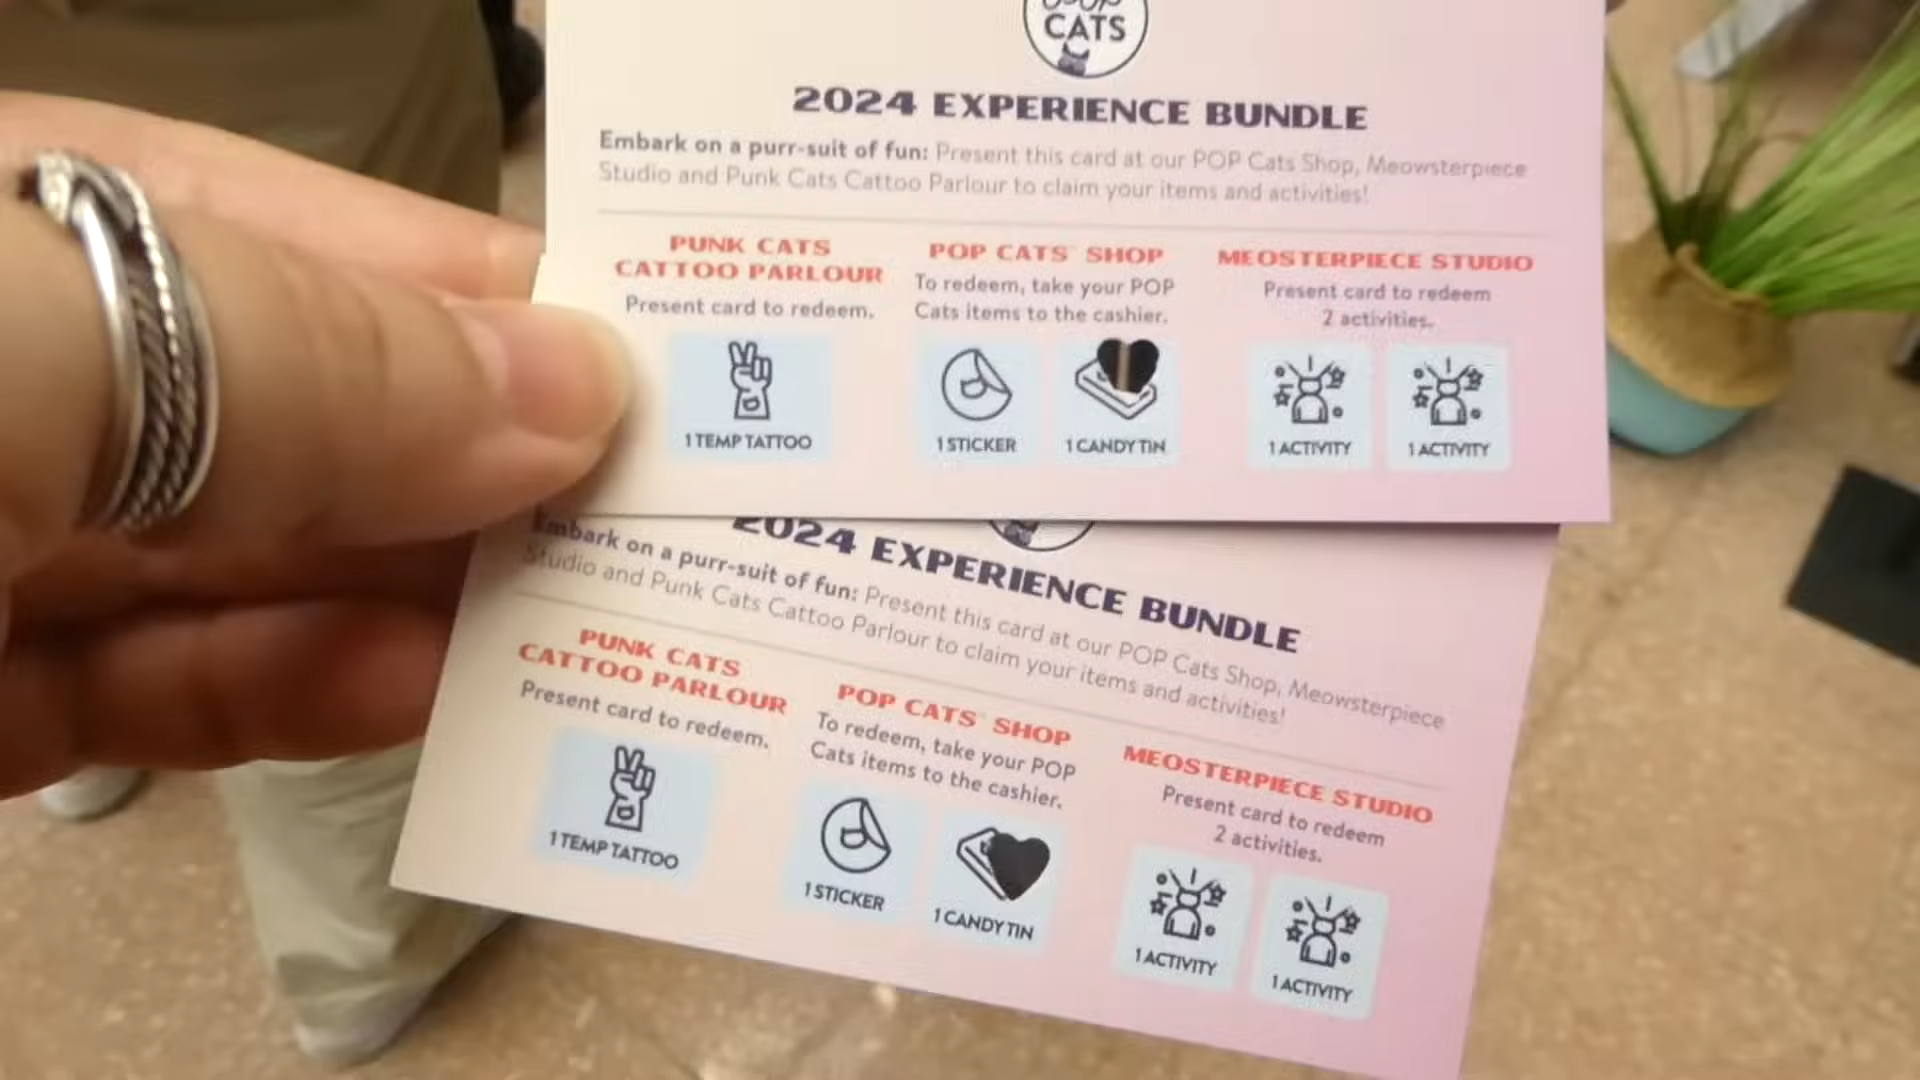 CATS
2024 EXPERIENCE BUNDLE
Embark on a purr-suit of fun: Present this card at our POP Cats Shop, Meowsterpiece
Studio and Punk Cats Cattoo Parlour to claim your items and activities!
PUNK CATS
CATTOO PARLOUR
Present card to redeem.
1 TEMP TATTOO
POP CATS™ SHOP
To redeem, take your POP
Cats items to the cashier.
1 STICKER
1 CANDY TIN
MEOSTERPIECE STUDIO
Present card to redeem
2 activities.
1 ACTIVITY
1 ACTIVITY
2024 EXPERIENCE BUNDLE
Embark on a purr-suit of fun: Present this card at our POP Cats Shop, Meowsterpiece
Studio and Punk Cats Cattoo Parlour to claim your items and activities!
PUNK CATS
CATTOO PARLOUR
Present card to redeem.
1 TEMP TATTOO
POP CATS™ SHOP
To redeem, take your POP
Cats items to the cashier.
1 STICKER
1 CANDY TIN
MEOSTERPIECE STUDIO
Present card to redeem
2 activities.
1 ACTIVITY
1 ACTIVITY